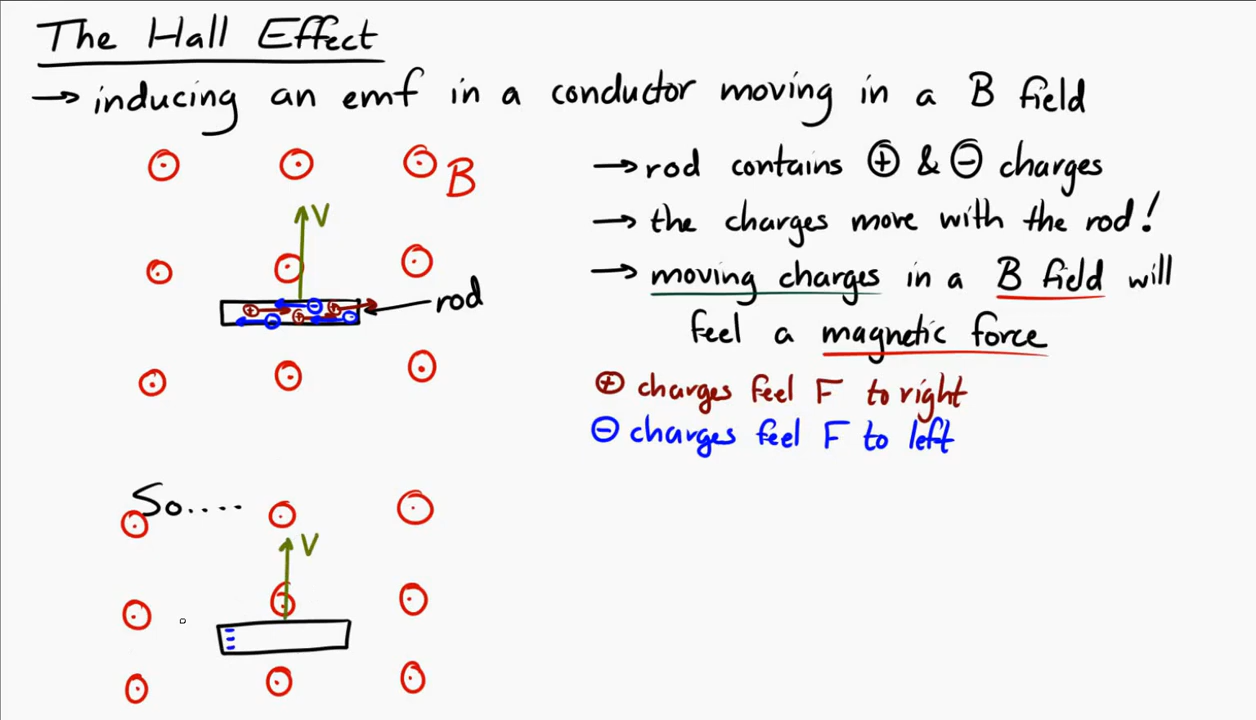 The Hall Effect
→ inducing an emf in a conductor moving in a B field
B
V
rod
→ rod contains ⊕ & ⊖ charges
→ the charges move with the rod!
→ moving charges in a B field will
feel a magnetic force
⊕ charges feel F to right
⊖ charges feel F to left
So....
V